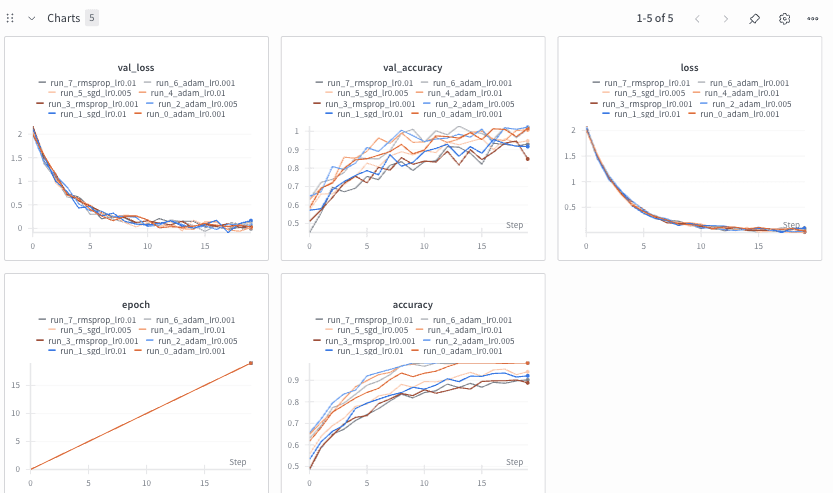 Charts 5 1-5 of 5
val_loss
run_7_rmsprop_lr0.01 run_6_adam_lr0.001
run_5_sgd_lr0.005 run_4_adam_lr0.01
run_3_rmsprop_lr0.001 run_2_adam_lr0.005
run_1_sgd_lr0.01 run_0_adam_lr0.001
2
1.5
1
0.5
0
0 5 10 15
val_accuracy
run_7_rmsprop_lr0.01 run_6_adam_lr0.001
run_5_sgd_lr0.005 run_4_adam_lr0.01
run_3_rmsprop_lr0.001 run_2_adam_lr0.005
run_1_sgd_lr0.01 run_0_adam_lr0.001
1
0.9
0.8
0.7
0.6
0.5
Step
0 5 10 15
loss
run_7_rmsprop_lr0.01 run_6_adam_lr0.001
run_5_sgd_lr0.005 run_4_adam_lr0.01
run_3_rmsprop_lr0.001 run_2_adam_lr0.005
run_1_sgd_lr0.01 run_0_adam_lr0.001
2
1.5
1
0.5
Step
0 5 10 15
epoch
run_7_rmsprop_lr0.01 run_6_adam_lr0.001
run_5_sgd_lr0.005 run_4_adam_lr0.01
run_3_rmsprop_lr0.001 run_2_adam_lr0.005
run_1_sgd_lr0.01 run_0_adam_lr0.001
15
10
5
0
Step
0 5 10 15
accuracy
run_7_rmsprop_lr0.01 run_6_adam_lr0.001
run_5_sgd_lr0.005 run_4_adam_lr0.01
run_3_rmsprop_lr0.001 run_2_adam_lr0.005
run_1_sgd_lr0.01 run_0_adam_lr0.001
0.9
0.8
0.7
0.6
0.5
Step
0 5 10 15